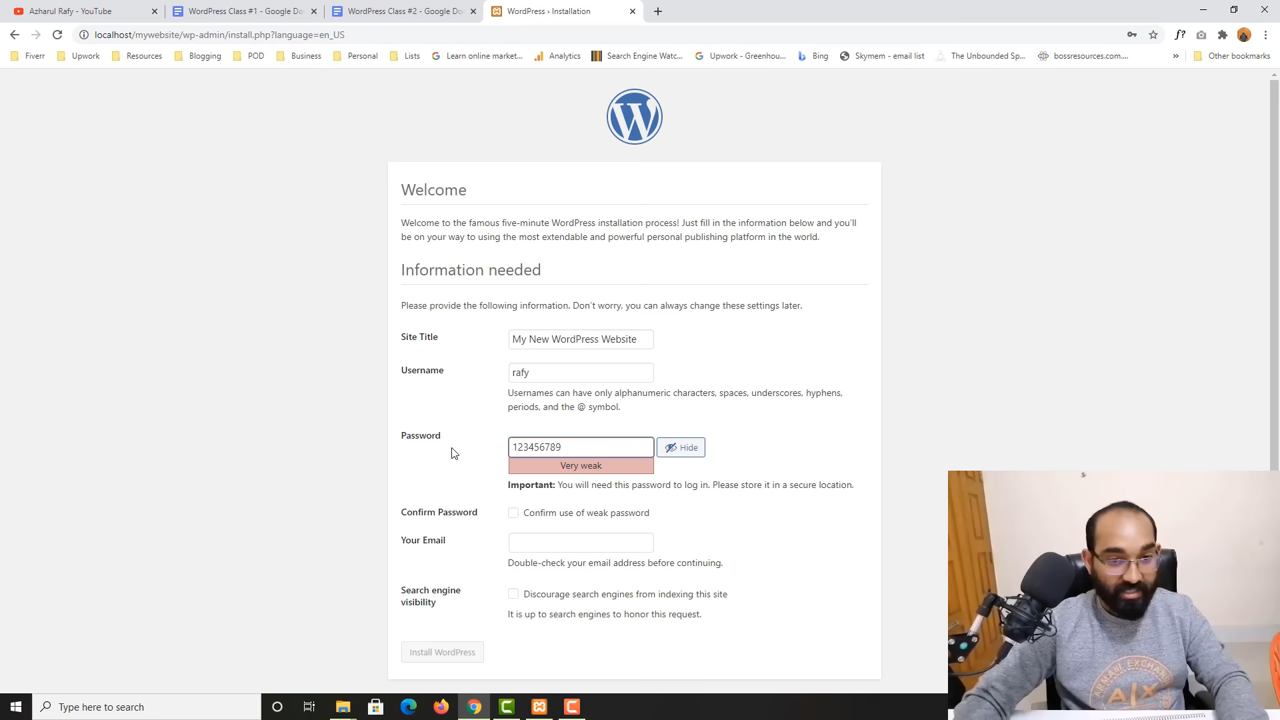 Azharul Rafy - YouTube
WordPress Class #1 - Google Do
WordPress Class #2 - Google Do
WordPress › Installation
localhost/mywebsite/wp-admin/install.php?language=en_US
Fiverr
Upwork
Resources
Blogging
POD
Business
Personal
Lists
Learn online market...
Analytics
Search Engine Watc...
Upwork - Greenhou...
Bing
Skymem - email list
The Unbounded Sp...
bossresources.com...
»
Other bookmarks
W
Welcome
Welcome to the famous five-minute WordPress installation process! Just fill in the information below and you'll
be on your way to using the most extendable and powerful personal publishing platform in the world.
Information needed
Please provide the following information. Don't worry, you can always change these settings later.
Site Title
My New WordPress Website
Username
rafy
Usernames can have only alphanumeric characters, spaces, underscores, hyphens,
periods, and the @ symbol.
Password
123456789
Hide
Very weak
Important: You will need this password to log in. Please store it in a secure location.
Confirm Password
Confirm use of weak password
Your Email
Double-check your email address before continuing.
Search engine
visibility
Discourage search engines from indexing this site
It is up to search engines to honor this request.
Install WordPress
Type here to search
ARMANI EXCHANGE
A|X